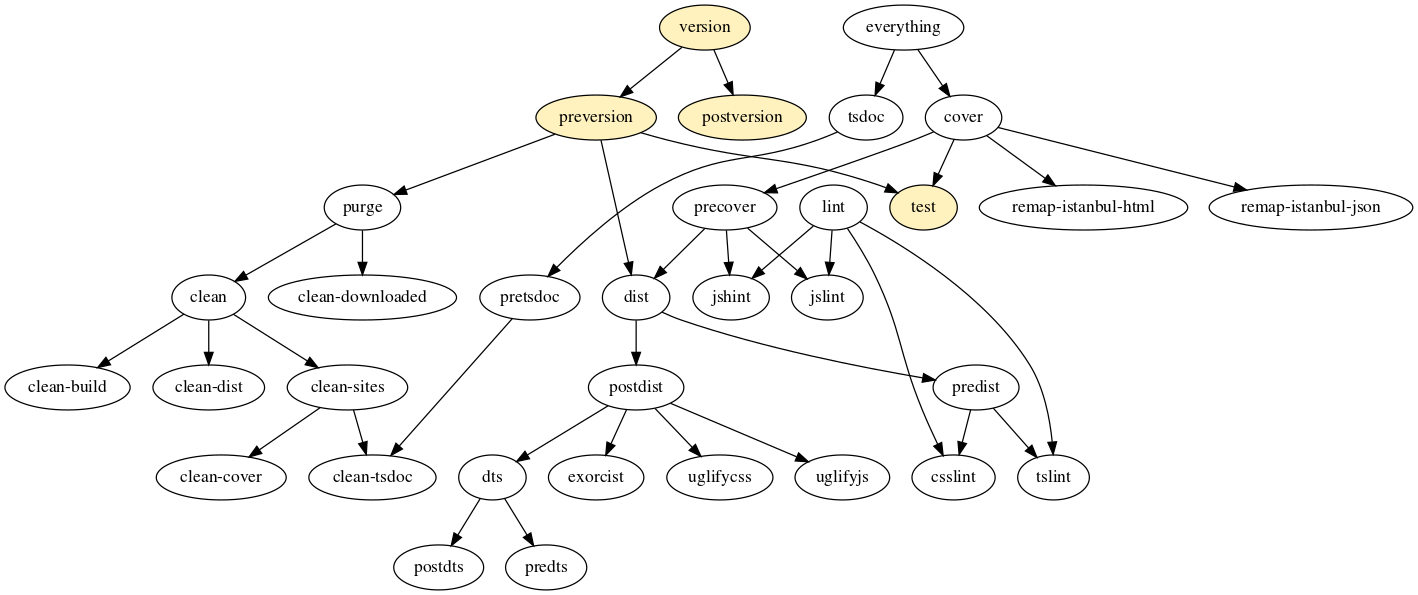 version
everything
preversion
postversion
tsdoc
cover
purge
precover
lint
test
remap-istanbul-html
remap-istanbul-json
clean
clean-downloaded
pretsdoc
dist
jshint
jslint
clean-build
clean-dist
clean-sites
postdist
predist
clean-cover
clean-tsdoc
dts
exorcist
uglifycss
uglifyjs
csslint
tslint
postdts
predts